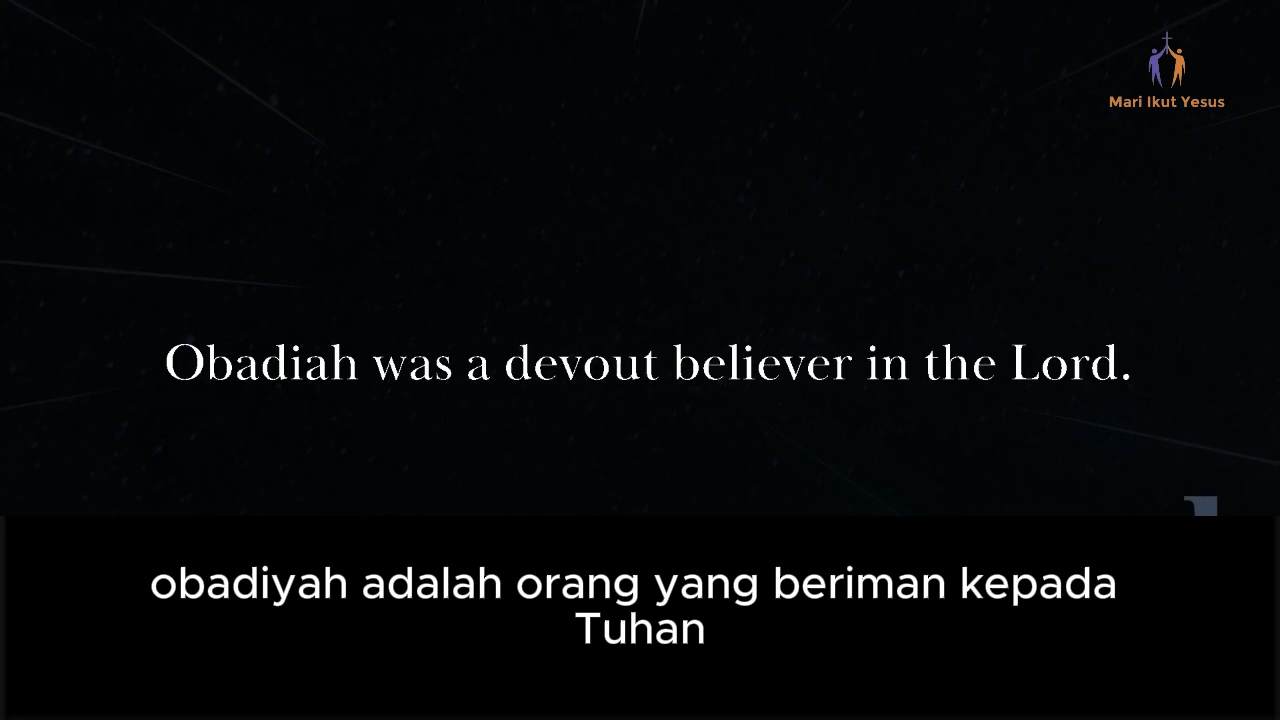 Mari Ikut Yesus
Obadiah was a devout believer in the Lord.
obadiyah adalah orang yang beriman kepada
Tuhan